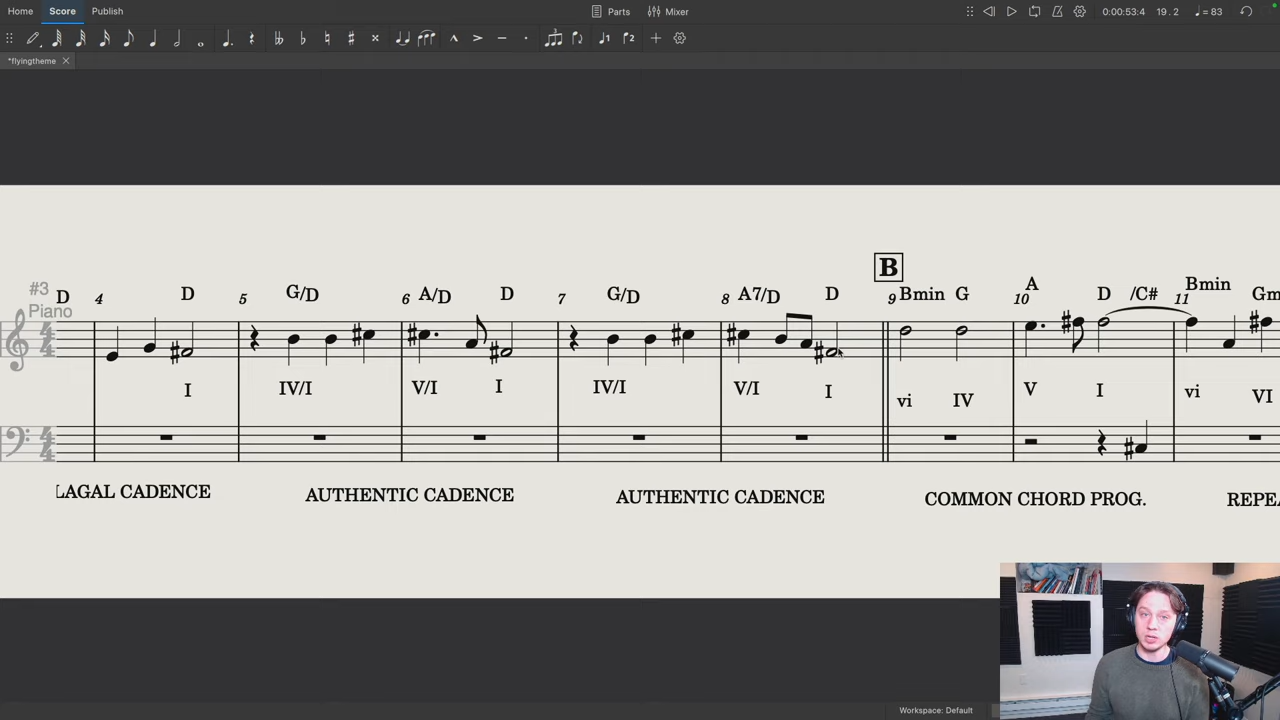 Home Score Publish Parts Mixer 0:00:53:4 19. 2 = 83
*flyingtheme
B
#3
Piano
D 4 D 5 G/D 6 A/D D 7 G/D 8 A7/D D 9 Bmin G 10 A D /C# 11 Bmin Gm
I IV/I V/I I IV/I V/I I vi IV V I vi VI
LAGAL CADENCE AUTHENTIC CADENCE AUTHENTIC CADENCE COMMON CHORD PROG. REPEA
Workspace: Default